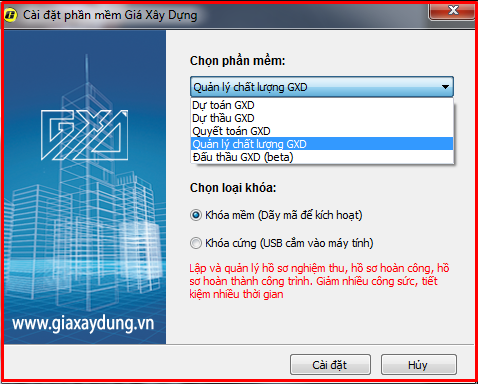 Cài đặt phần mềm Giá Xây Dựng
Chọn phần mềm:
Quản lý chất lượng GXD
Dự toán GXD
Dự thầu GXD
Quyết toán GXD
Quản lý chất lượng GXD
Đấu thầu GXD (beta)
GXD
Chọn loại khóa:
Khóa mềm (Dãy mã để kích hoạt)
Khóa cứng (USB cắm vào máy tính)
Lập và quản lý hồ sơ nghiệm thu, hồ sơ hoàn công, hồ
sơ hoàn thành công trình. Giảm nhiều công sức, tiết
kiệm nhiều thời gian
www.giaxaydung.vn
Cài đặt
Hủy